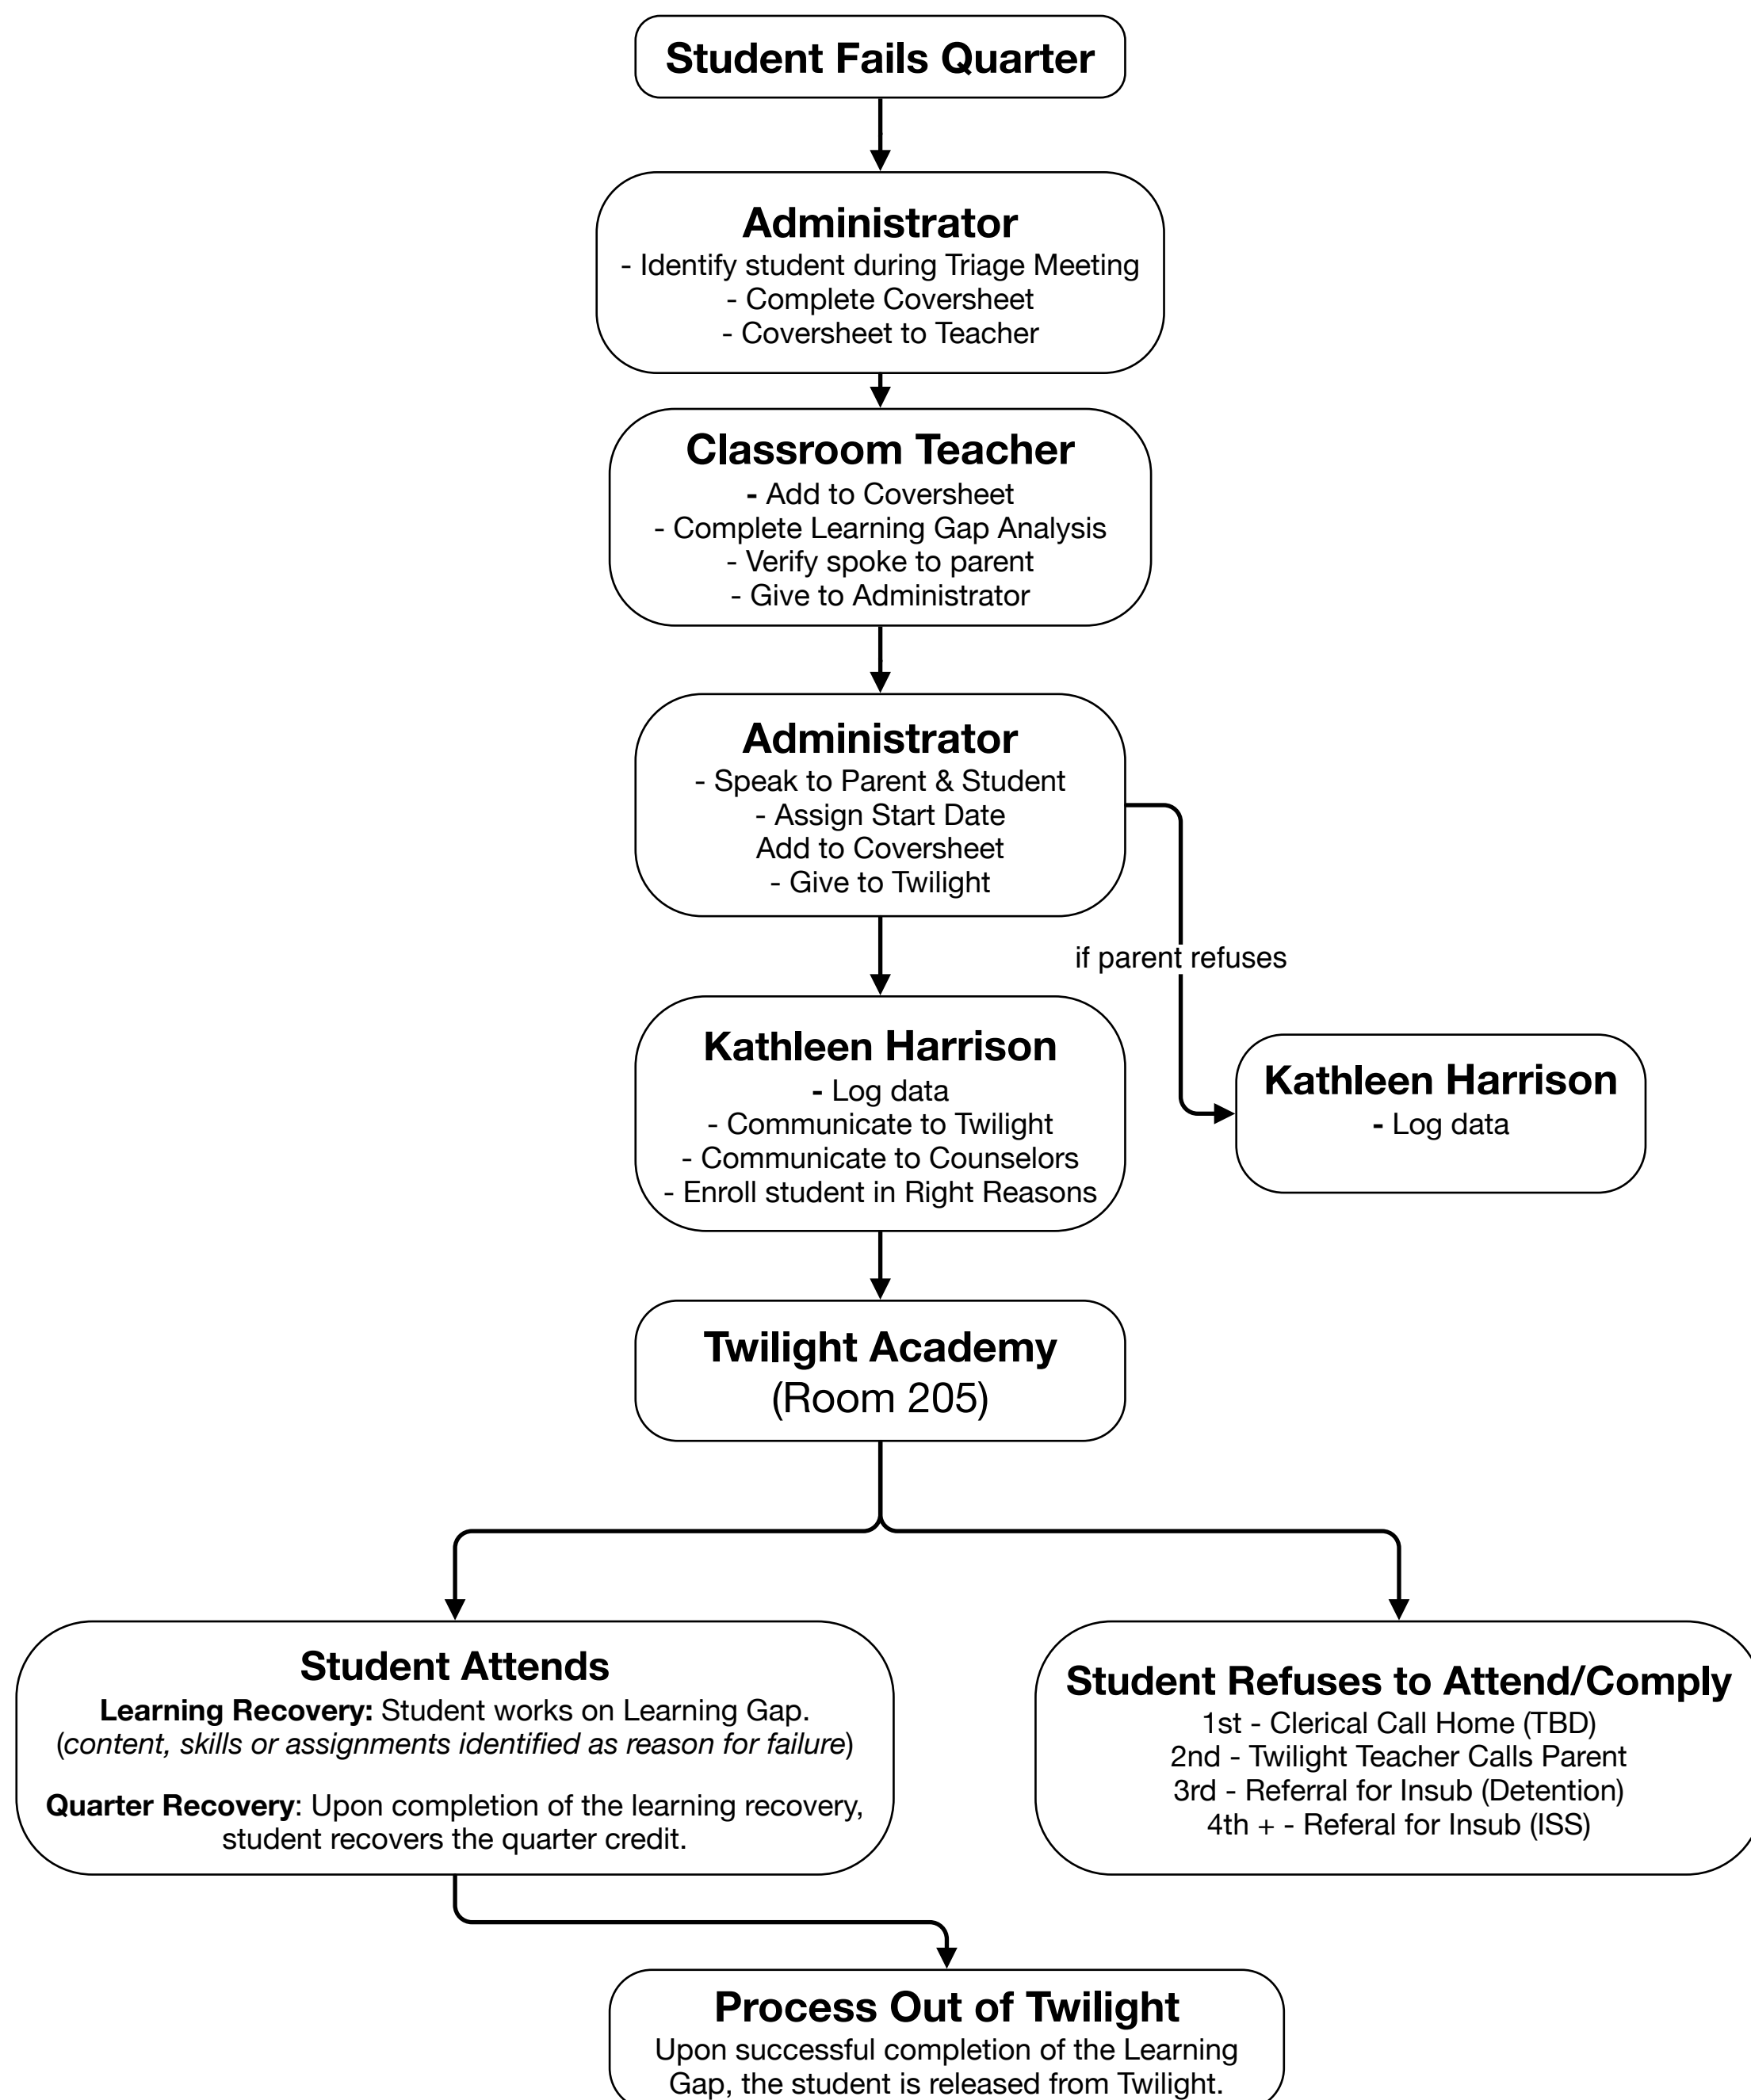 Student Fails Quarter
Administrator
- Identify student during Triage Meeting
- Complete Coversheet
- Coversheet to Teacher
Classroom Teacher
- Add to Coversheet
- Complete Learning Gap Analysis
- Verify spoke to parent
- Give to Administrator
Administrator
- Speak to Parent & Student
- Assign Start Date
Add to Coversheet
- Give to Twilight
if parent refuses
Kathleen Harrison
- Log data
- Communicate to Twilight
- Communicate to Counselors
- Enroll student in Right Reasons
Kathleen Harrison
- Log data
Twilight Academy
(Room 205)
Student Attends
Learning Recovery: Student works on Learning Gap.
(content, skills or assignments identified as reason for failure)
Quarter Recovery: Upon completion of the learning recovery,
student recovers the quarter credit.
Student Refuses to Attend/Comply
1st - Clerical Call Home (TBD)
2nd - Twilight Teacher Calls Parent
3rd - Referral for Insub (Detention)
4th + - Referal for Insub (ISS)
Process Out of Twilight
Upon successful completion of the Learning
Gap, the student is released from Twilight.